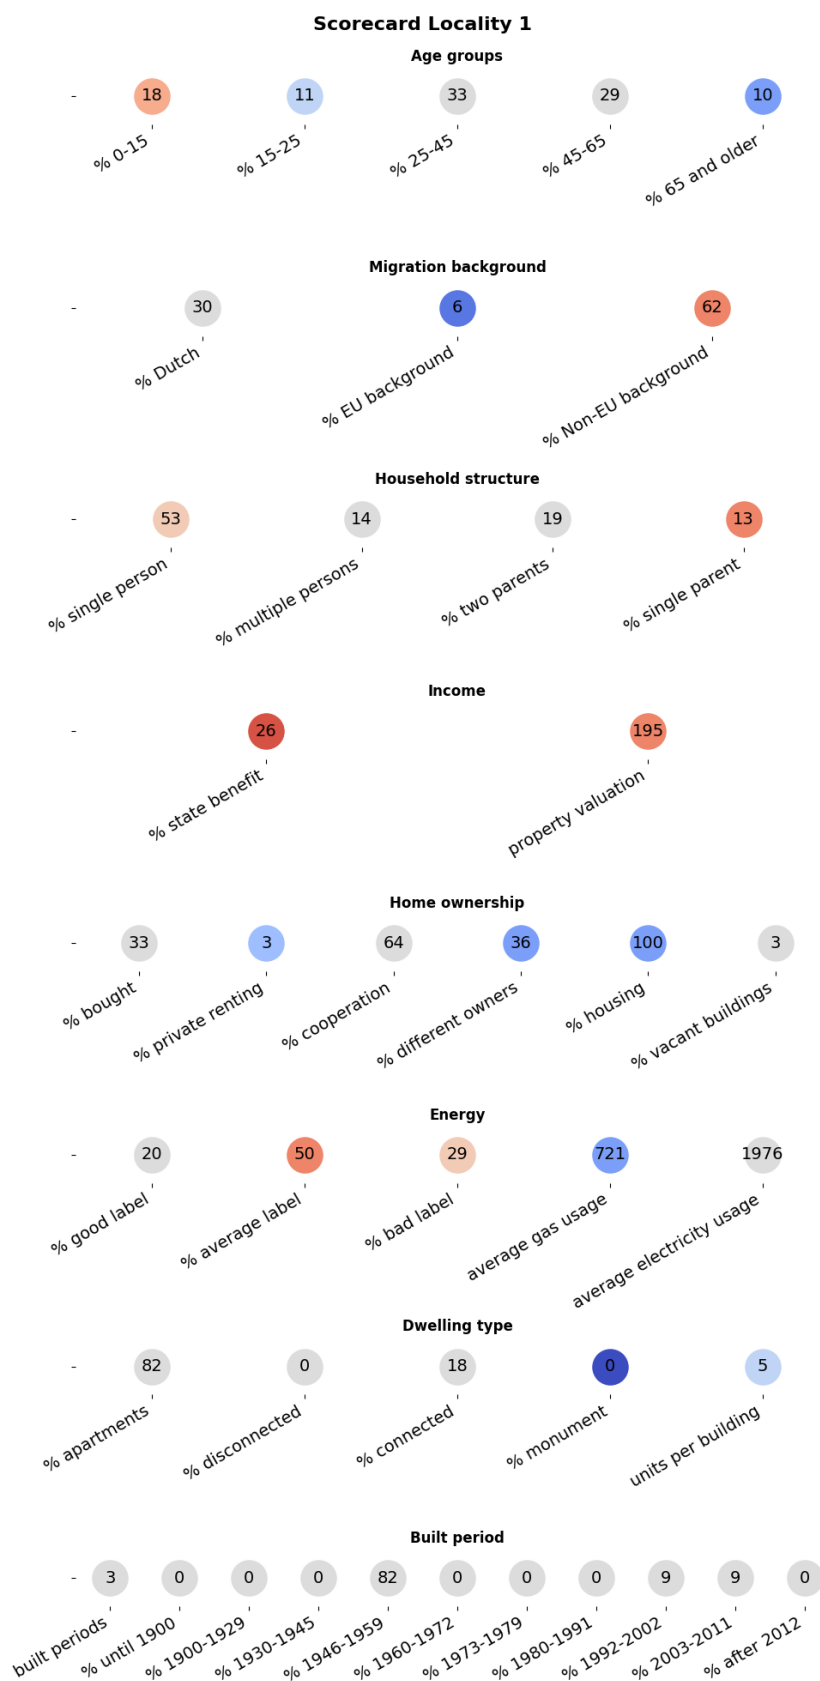 Scorecard Locality 1
Age groups
18 11 33 29 10
% 0-15 % 15-25 % 25-45 % 45-65 % 65 and older
Migration background
30 6 62
% Dutch % EU background % Non-EU background
Household structure
53 14 19 13
% single person % multiple persons % two parents % single parent
Income
26 195
% state benefit property valuation
Home ownership
33 3 64 36 100 3
% bought % private renting % cooperation % different owners % housing % vacant buildings
Energy
20 50 29 721 1976
% good label % average label % bad label average gas usage average electricity usage
Dwelling type
82 0 18 0 5
% apartments % disconnected % connected % monument units per building
Built period
3 0 0 0 82 0 0 0 9 9 0
built periods % until 1900 % 1900-1929 % 1930-1945 % 1946-1959 % 1960-1972 % 1973-1979 % 1980-1991 % 1992-2002 % 2003-2011 % after 2012